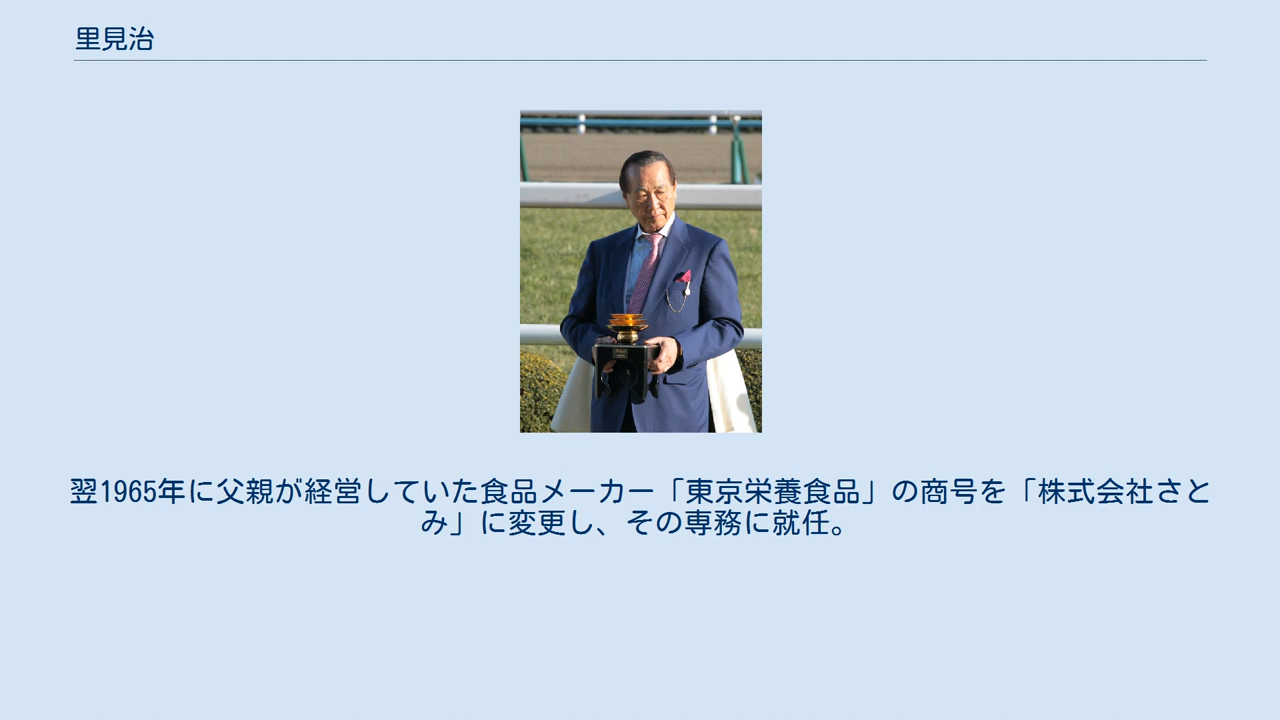 里見治
翌1965年に父親が経営していた食品メーカー「東京栄養食品」の商号を「株式会社さと
み」に変更し、その専務に就任。